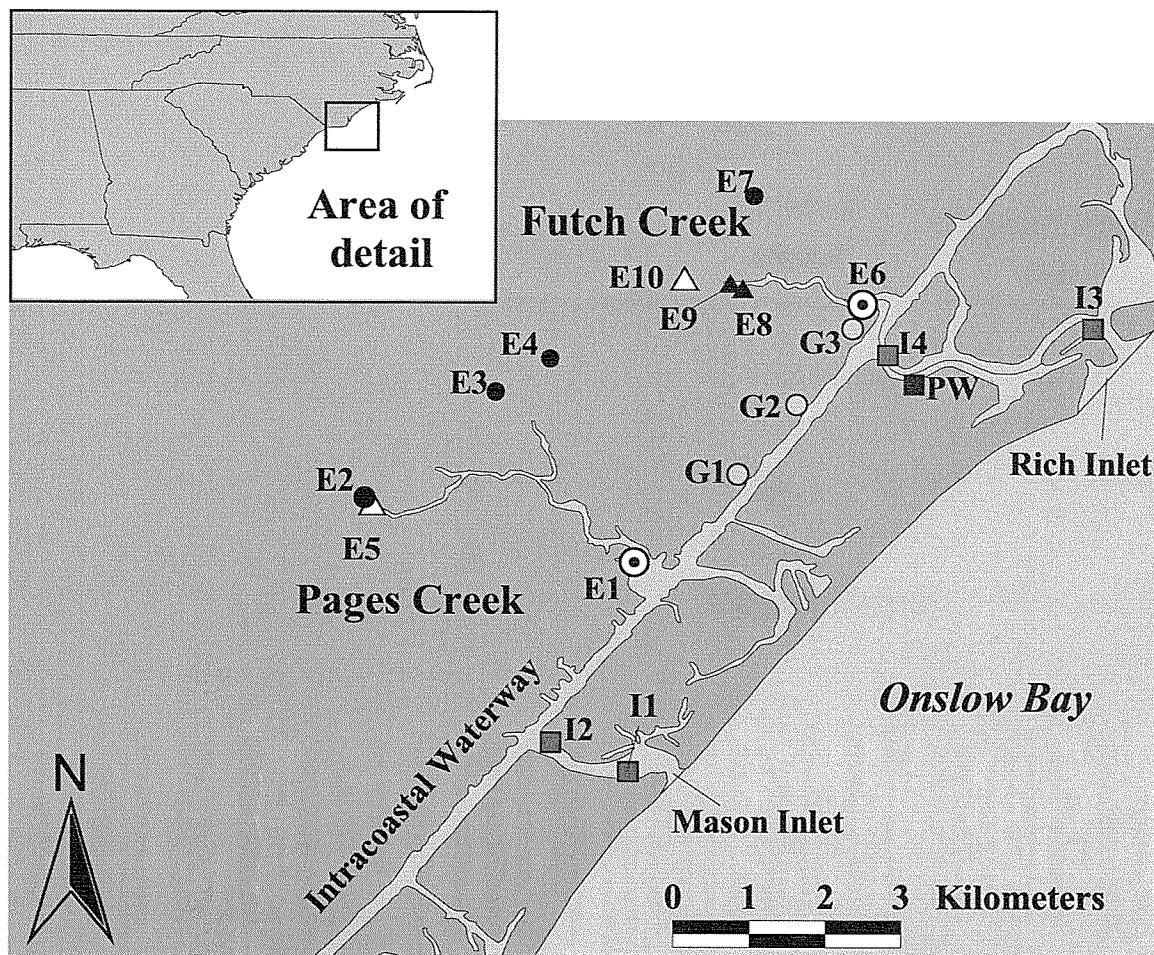 Area of
detail
E7
Futch Creek
E10
E6
E9
E8
I3
G3
I4
E4
E3
PW
G2
Rich Inlet
G1
E2
E5
E1
Pages Creek
Onslow Bay
I1
I2
Intracoastal Waterway
N
Mason Inlet
0 1 2 3 Kilometers